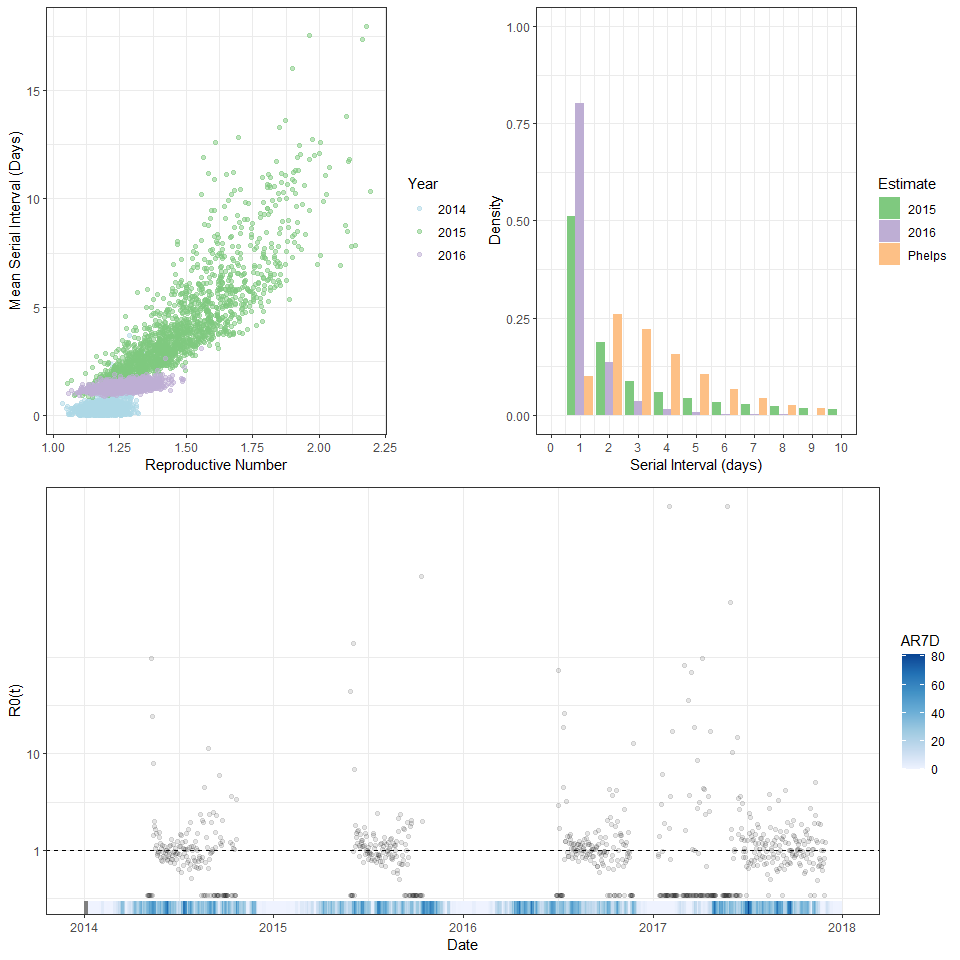 Mean Serial Interval (Days)
15
10
5
0
1.00 1.25 1.50 1.75 2.00 2.25
Reproductive Number
Year
2014
2015
2016
Density
1.00
0.75
0.50
0.25
0.00
0 1 2 3 4 5 6 7 8 9 10
Serial Interval (days)
Estimate
2015
2016
Phelps
R0(t)
10
1
2014 2015 2016 2017 2018
Date
AR7D
80
60
40
20
0